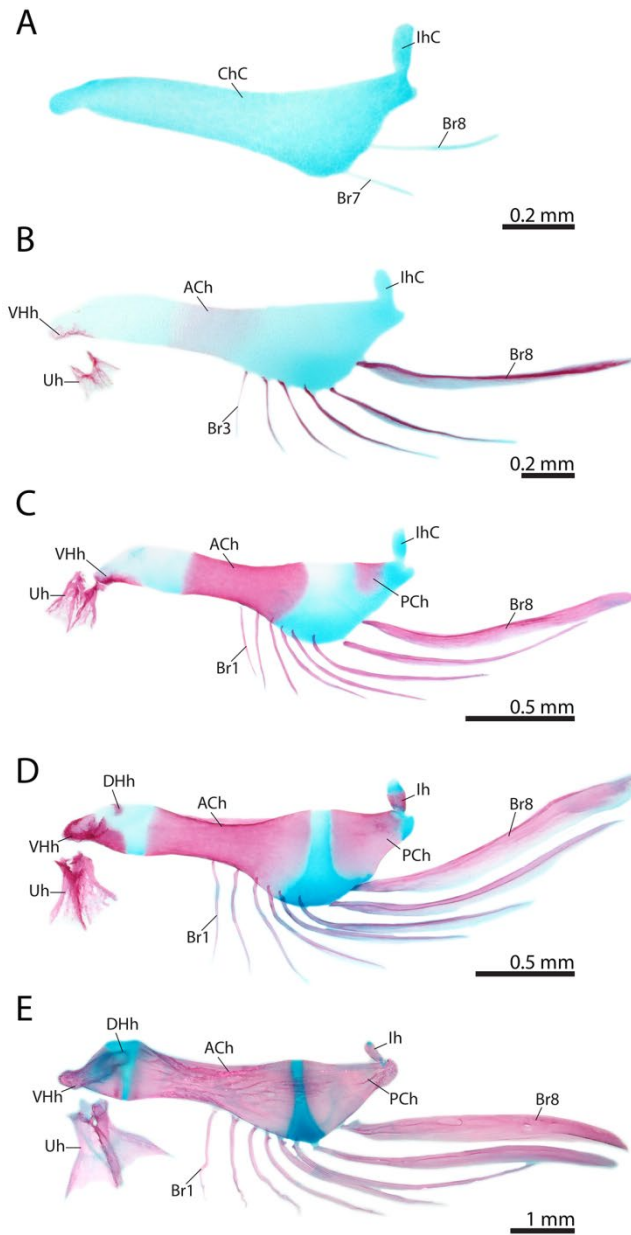 A
IhC
ChC
Br8
Br7
0.2 mm
B
IhC
ACh
VHh
Uh
Br8
Br3
0.2 mm
C
IhC
ACh
VHh
Uh
PCh
Br8
Br1
0.5 mm
D
DHh
Ih
ACh
Br8
VHh
PCh
Uh
Br1
0.5 mm
E
DHh
Ih
ACh
VHh
PCh
Br8
Uh
Br1
1 mm